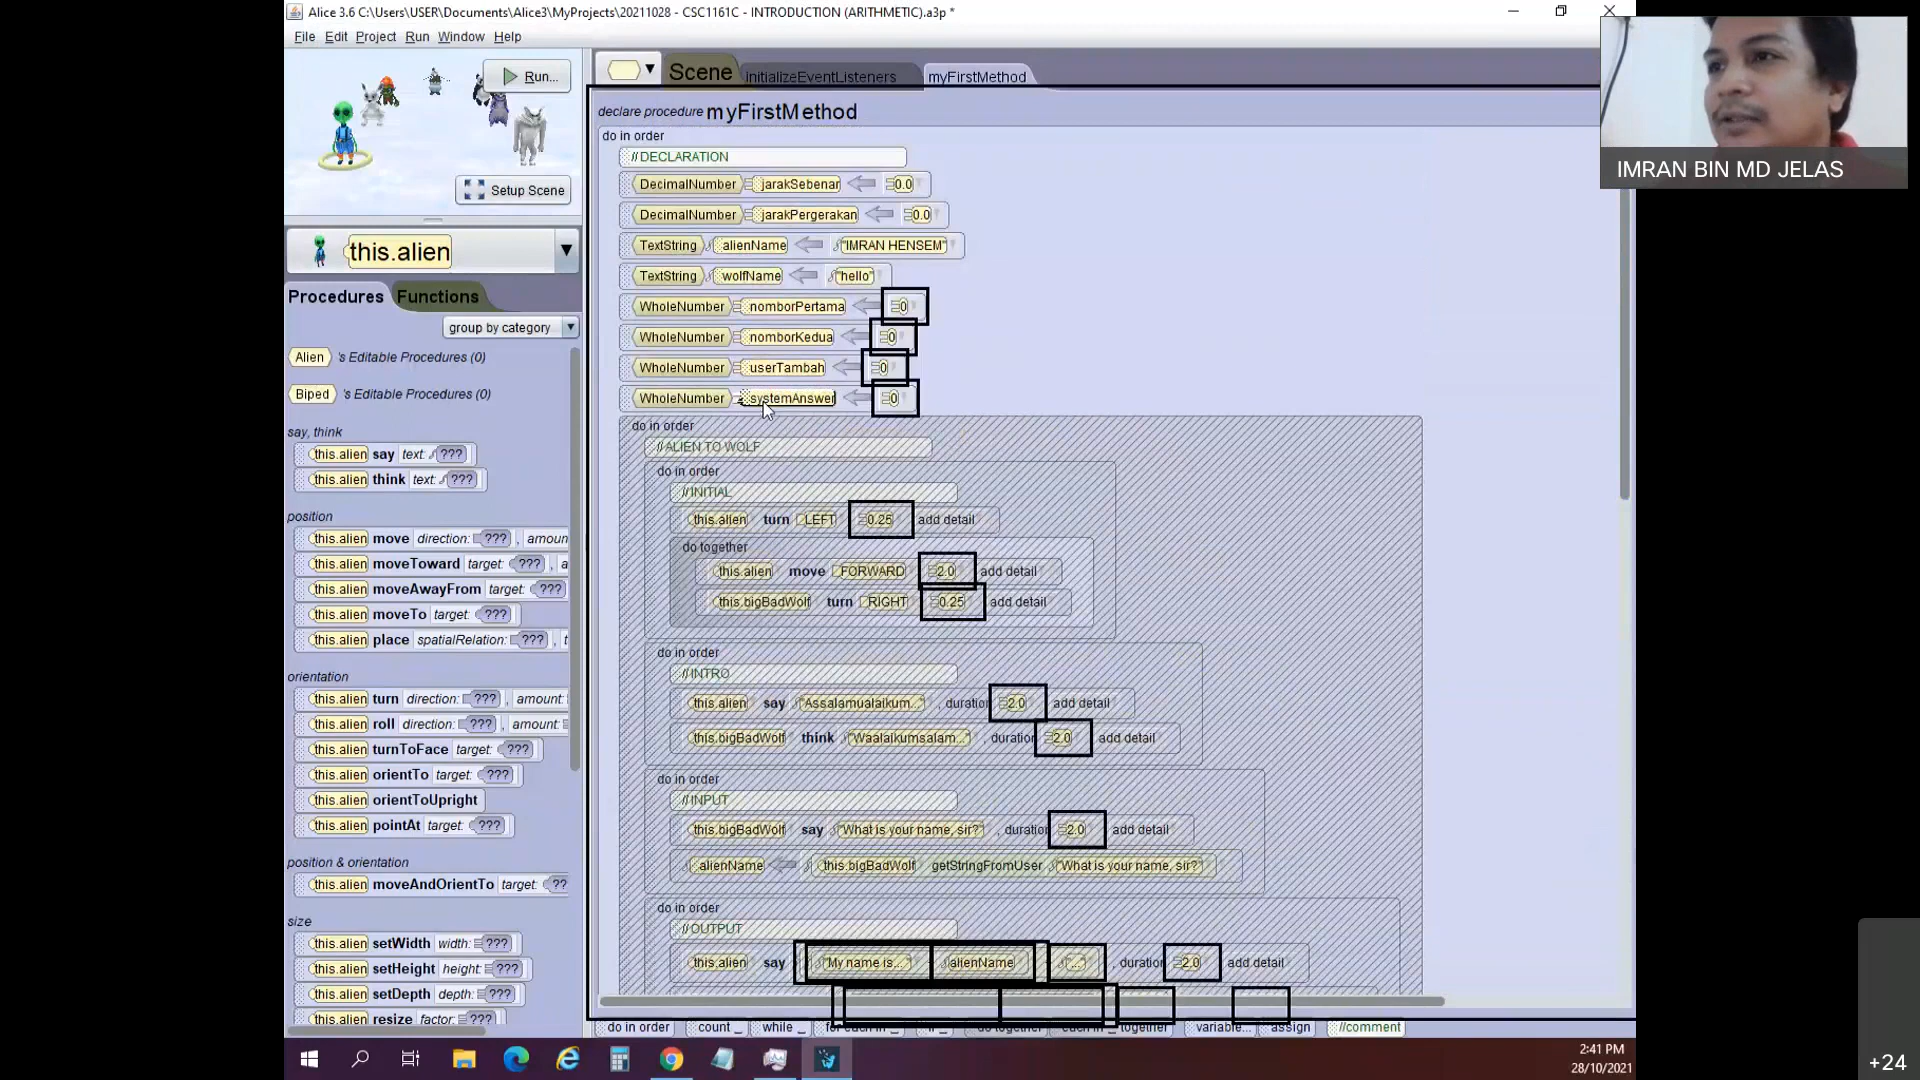 Alice 3.6 C:\Users\USER\Documents\Alice3\MyProjects\20211028 - CSC1161C - INTRODUCTION (ARITHMETIC).a3p *
File Edit Project Run Window Help
Run...
Setup Scene
this.alien
Procedures Functions
group by category
Alien 's Editable Procedures (0)
Biped 's Editable Procedures (0)
say, think
this.alien say text: ???
this.alien think text: ???
position
this.alien move direction: ??? , amoun
this.alien moveToward target: ??? , a
this.alien moveAwayFrom target: ???
this.alien moveTo target: ???
this.alien place spatialRelation: ??? , t
orientation
this.alien turn direction: ??? , amount:
this.alien roll direction: ??? , amount:
this.alien turnToFace target: ???
this.alien orientTo target: ???
this.alien orientToUpright
this.alien pointAt target: ???
position & orientation
this.alien moveAndOrientTo target: ??
size
this.alien setWidth width: ???
this.alien setHeight height: ???
this.alien setDepth depth: ???
this.alien resize factor: ???
Scene initializeEventListeners myFirstMethod
declare procedure myFirstMethod
do in order
//DECLARATION
DecimalNumber jarakSebenar 0.0
DecimalNumber jarakPergerakan 0.0
TextString alienName "IMRAN HENSEM"
TextString wolfName "hello"
WholeNumber nomborPertama 0
WholeNumber nomborKedua 0
WholeNumber userTambah 0
WholeNumber systemAnswer 0
do in order
//ALIEN TO WOLF
do in order
//INITIAL
this.alien turn LEFT 0.25 add detail
do together
this.alien move FORWARD 2.0 add detail
this.bigBadWolf turn RIGHT 0.25 add detail
do in order
//INTRO
this.alien say "Assalamualaikum..." , duration 2.0 add detail
this.bigBadWolf think "Waalaikumsalam..." , duration 2.0 add detail
do in order
//INPUT
this.bigBadWolf say "What is your name, sir?" , duration 2.0 add detail
alienName this.bigBadWolf getStringFromUser "What is your name, sir?"
do in order
//OUTPUT
this.alien say "My name is..." alienName "..." , duration 2.0 add detail
do in order count _ while _ for each in _ if _ do together each in _ together variable... assign //comment
IMRAN BIN MD JELAS
2:41 PM
28/10/2021
+24